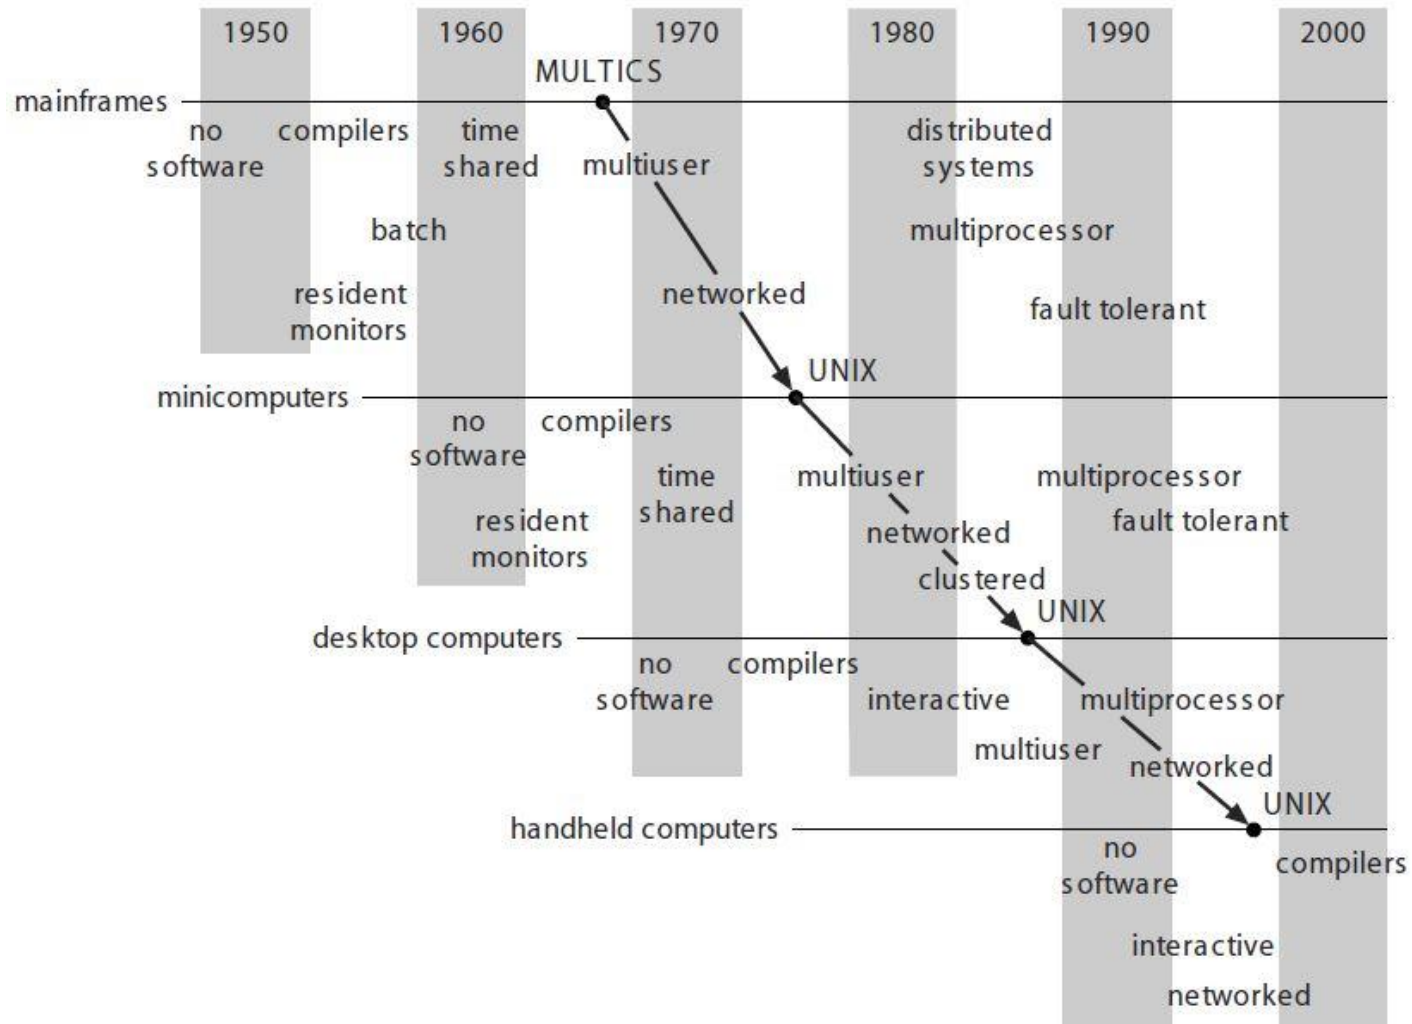 1950 1960 1970 1980 1990 2000
MULTICS
mainframes
no compilers time distributed
software shared multiuser systems
batch multiprocessor
resident networked fault tolerant
monitors
UNIX
minicomputers
no compilers
software
time multiuser multiprocessor
resident shared fault tolerant
monitors networked
clustered
UNIX
desktop computers
no compilers
software interactive multiprocessor
multiuser networked
UNIX
handheld computers
no compilers
software
interactive
networked